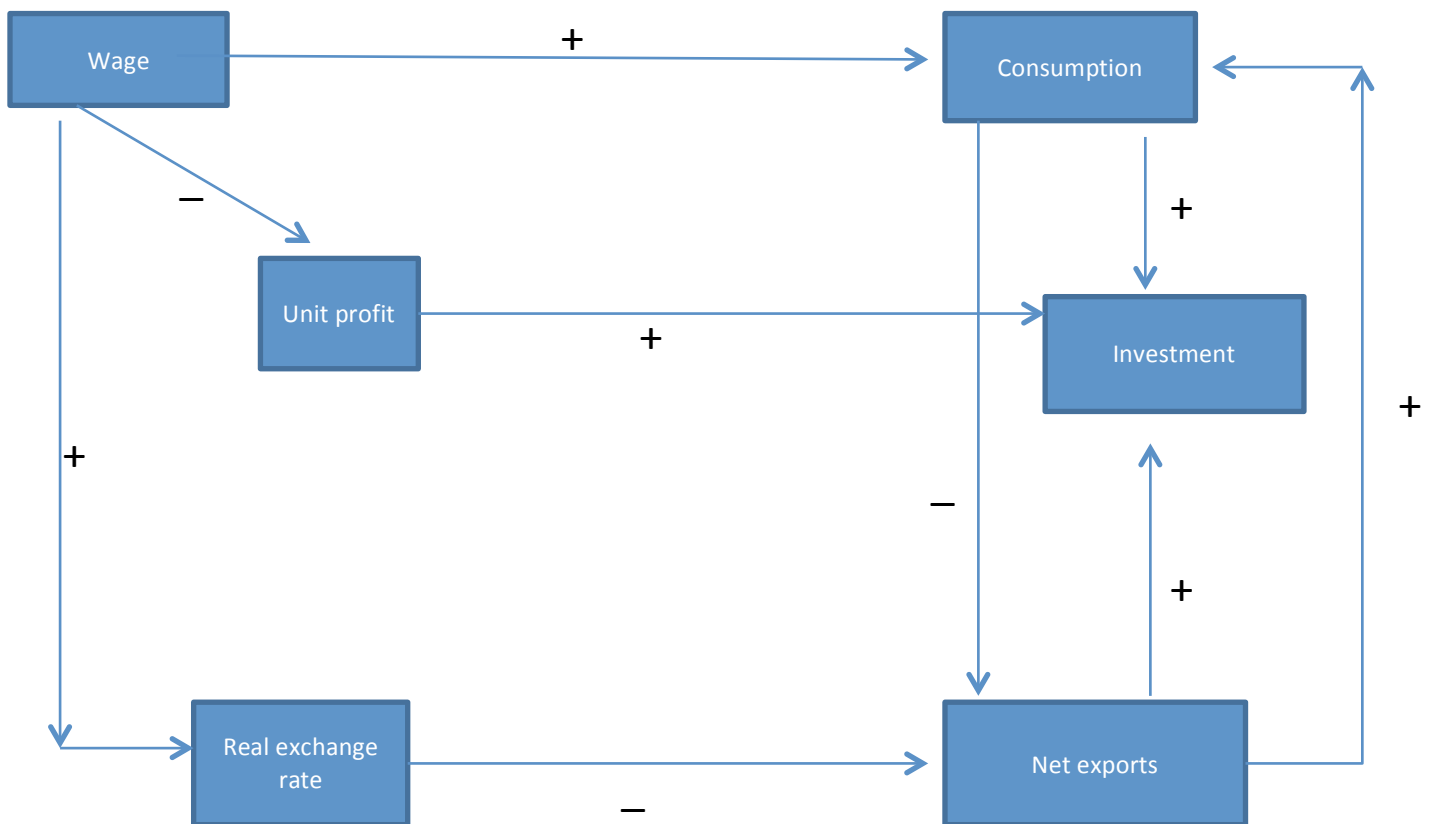 +
Wage
Consumption
–
+
Unit profit
+
Investment
+
+
–
+
Real exchange
rate
Net exports
–